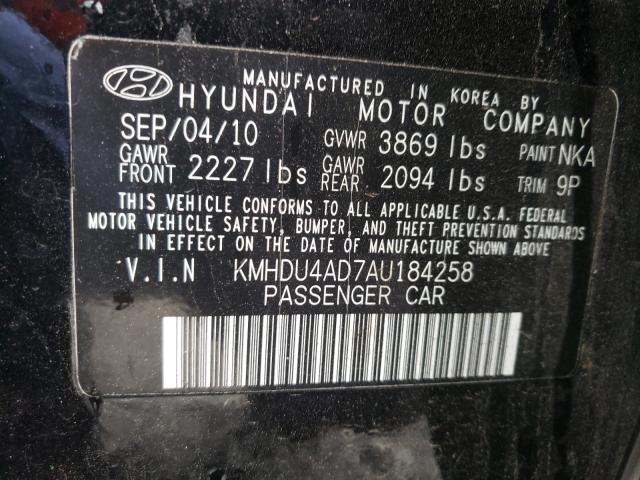 MANUFACTURED IN KOREA BY
HYUNDAI MOTOR COMPANY
SEP/04/10 GVWR 3869 lbs PAINT NKA
GAWR FRONT 2227 lbs GAWR REAR 2094 lbs TRIM 9P
THIS VEHICLE CONFORMS TO ALL APPLICABLE U.S.A. FEDERAL
MOTOR VEHICLE SAFETY, BUMPER, AND THEFT PREVENTION STANDARDS
IN EFFECT ON THE DATE OF MANUFACTURE SHOWN ABOVE.
V.I.N KMHDU4AD7AU184258
PASSENGER CAR